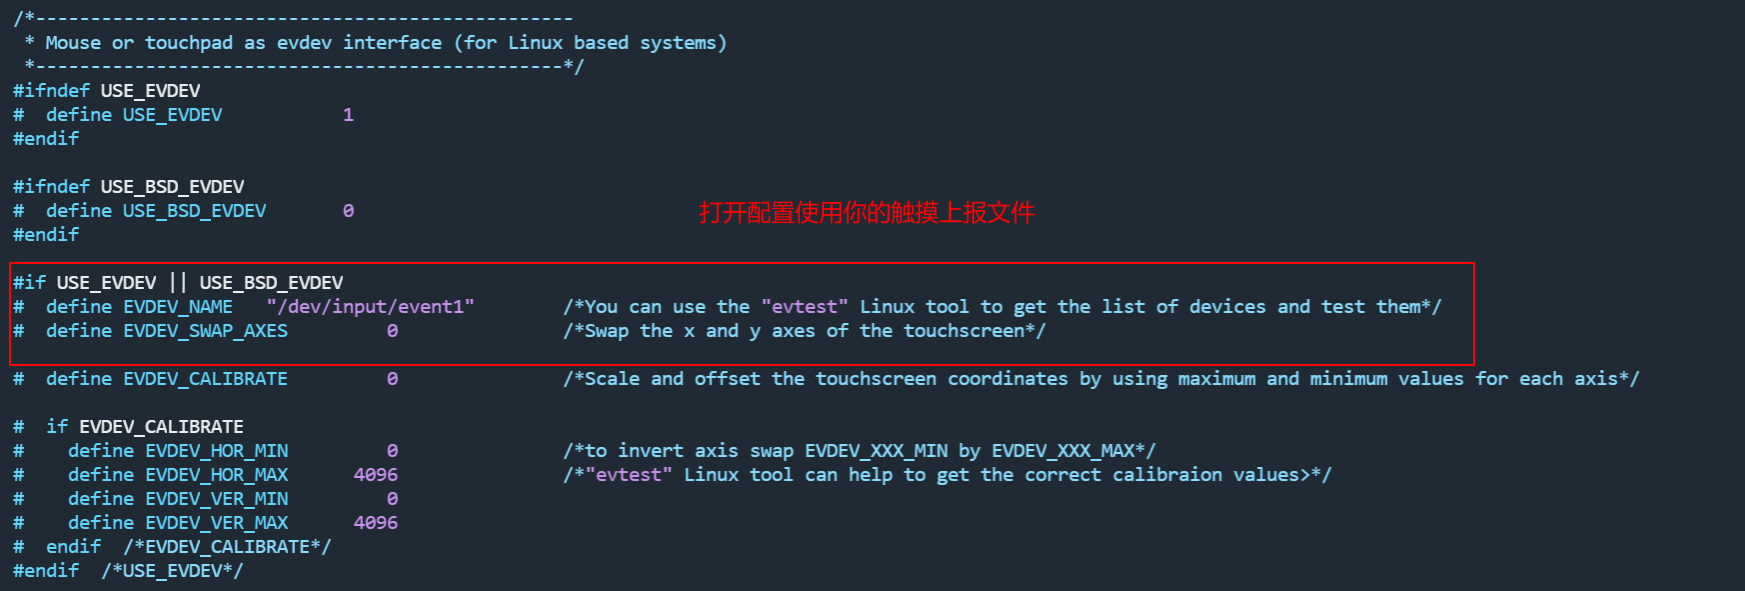 /*-------------------------------------------------
 * Mouse or touchpad as evdev interface (for Linux based systems)
 *------------------------------------------------*/
#ifndef USE_EVDEV
#  define USE_EVDEV           1
#endif

#ifndef USE_BSD_EVDEV
#  define USE_BSD_EVDEV       0
打开配置使用你的触摸上报文件
#endif

#if USE_EVDEV || USE_BSD_EVDEV
#  define EVDEV_NAME   "/dev/input/event1"        /*You can use the "evtest" Linux tool to get the list of devices and test them*/
#  define EVDEV_SWAP_AXES         0               /*Swap the x and y axes of the touchscreen*/

#  define EVDEV_CALIBRATE         0               /*Scale and offset the touchscreen coordinates by using maximum and minimum values for each axis*/

#  if EVDEV_CALIBRATE
#    define EVDEV_HOR_MIN         0               /*to invert axis swap EVDEV_XXX_MIN by EVDEV_XXX_MAX*/
#    define EVDEV_HOR_MAX      4096               /*"evtest" Linux tool can help to get the correct calibraion values>*/
#    define EVDEV_VER_MIN         0
#    define EVDEV_VER_MAX      4096
#  endif  /*EVDEV_CALIBRATE*/
#endif  /*USE_EVDEV*/